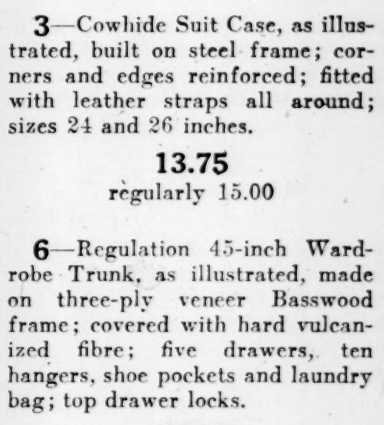 3—Cowhide Suit Case, as illus-
trated, built on steel frame; cor-
ners and edges reinforced; fitted
with leather straps all around;
sizes 24 and 26 inches.
13.75
regularly 15.00
6—Regulation 45-inch Ward-
robe Trunk, as illustrated, made
on three-ply veneer Basswood
frame; covered with hard vulcan-
ized fibre; five drawers, ten
hangers, shoe pockets and laundry
bag; top drawer locks.